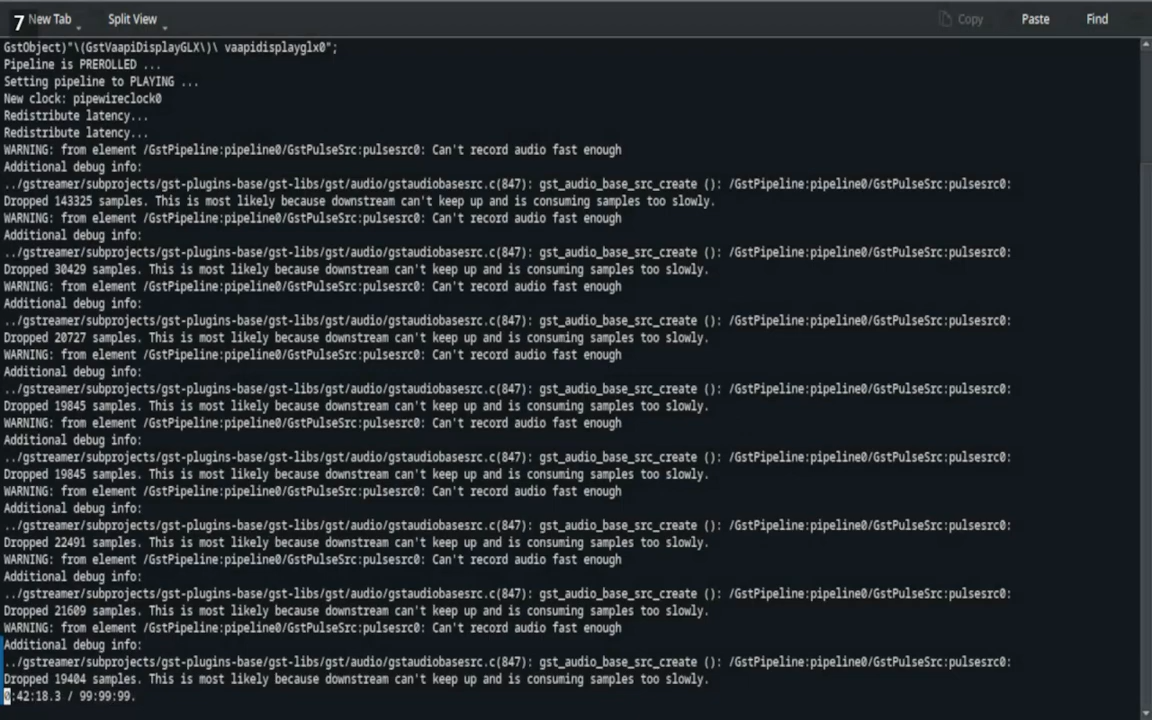 7 New Tab Split View Copy Paste Find
GstObject)"\(GstVaapiDisplayGLX\)\ vaapidisplayglx0";
Pipeline is PREROLLED ...
Setting pipeline to PLAYING ...
New clock: pipewireclock0
Redistribute latency...
Redistribute latency...
WARNING: from element /GstPipeline:pipeline0/GstPulseSrc:pulsesrc0: Can't record audio fast enough
Additional debug info:
../gstreamer/subprojects/gst-plugins-base/gst-libs/gst/audio/gstaudiobasesrc.c(847): gst_audio_base_src_create (): /GstPipeline:pipeline0/GstPulseSrc:pulsesrc0:
Dropped 143325 samples. This is most likely because downstream can't keep up and is consuming samples too slowly.
WARNING: from element /GstPipeline:pipeline0/GstPulseSrc:pulsesrc0: Can't record audio fast enough
Additional debug info:
../gstreamer/subprojects/gst-plugins-base/gst-libs/gst/audio/gstaudiobasesrc.c(847): gst_audio_base_src_create (): /GstPipeline:pipeline0/GstPulseSrc:pulsesrc0:
Dropped 30429 samples. This is most likely because downstream can't keep up and is consuming samples too slowly.
WARNING: from element /GstPipeline:pipeline0/GstPulseSrc:pulsesrc0: Can't record audio fast enough
Additional debug info:
../gstreamer/subprojects/gst-plugins-base/gst-libs/gst/audio/gstaudiobasesrc.c(847): gst_audio_base_src_create (): /GstPipeline:pipeline0/GstPulseSrc:pulsesrc0:
Dropped 20727 samples. This is most likely because downstream can't keep up and is consuming samples too slowly.
WARNING: from element /GstPipeline:pipeline0/GstPulseSrc:pulsesrc0: Can't record audio fast enough
Additional debug info:
../gstreamer/subprojects/gst-plugins-base/gst-libs/gst/audio/gstaudiobasesrc.c(847): gst_audio_base_src_create (): /GstPipeline:pipeline0/GstPulseSrc:pulsesrc0:
Dropped 19845 samples. This is most likely because downstream can't keep up and is consuming samples too slowly.
WARNING: from element /GstPipeline:pipeline0/GstPulseSrc:pulsesrc0: Can't record audio fast enough
Additional debug info:
../gstreamer/subprojects/gst-plugins-base/gst-libs/gst/audio/gstaudiobasesrc.c(847): gst_audio_base_src_create (): /GstPipeline:pipeline0/GstPulseSrc:pulsesrc0:
Dropped 19845 samples. This is most likely because downstream can't keep up and is consuming samples too slowly.
WARNING: from element /GstPipeline:pipeline0/GstPulseSrc:pulsesrc0: Can't record audio fast enough
Additional debug info:
../gstreamer/subprojects/gst-plugins-base/gst-libs/gst/audio/gstaudiobasesrc.c(847): gst_audio_base_src_create (): /GstPipeline:pipeline0/GstPulseSrc:pulsesrc0:
Dropped 22491 samples. This is most likely because downstream can't keep up and is consuming samples too slowly.
WARNING: from element /GstPipeline:pipeline0/GstPulseSrc:pulsesrc0: Can't record audio fast enough
Additional debug info:
../gstreamer/subprojects/gst-plugins-base/gst-libs/gst/audio/gstaudiobasesrc.c(847): gst_audio_base_src_create (): /GstPipeline:pipeline0/GstPulseSrc:pulsesrc0:
Dropped 21609 samples. This is most likely because downstream can't keep up and is consuming samples too slowly.
WARNING: from element /GstPipeline:pipeline0/GstPulseSrc:pulsesrc0: Can't record audio fast enough
Additional debug info:
../gstreamer/subprojects/gst-plugins-base/gst-libs/gst/audio/gstaudiobasesrc.c(847): gst_audio_base_src_create (): /GstPipeline:pipeline0/GstPulseSrc:pulsesrc0:
Dropped 19404 samples. This is most likely because downstream can't keep up and is consuming samples too slowly.
0:42:18.3 / 99:99:99.